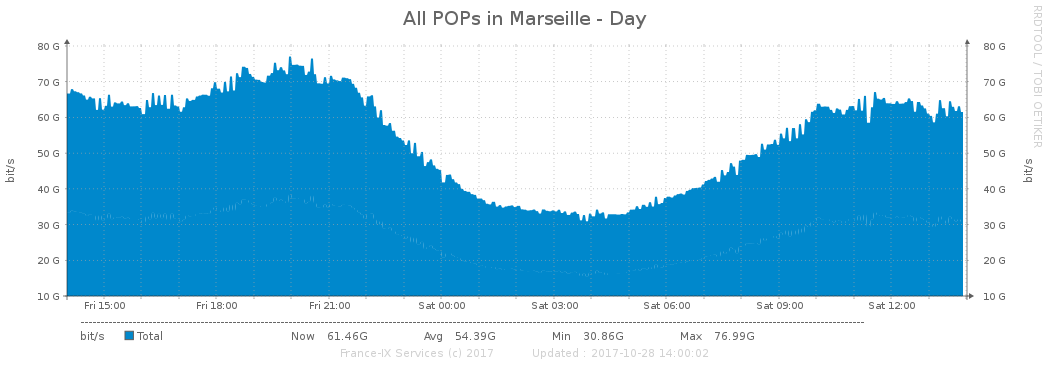 All POPs in Marseille - Day
RRDTOOL / TOBI OETIKER
80 G 80 G
70 G 70 G
60 G 60 G
50 G 50 G
bit/s bit/s
40 G 40 G
30 G 30 G
20 G 20 G
10 G 10 G
Fri 15:00 Fri 18:00 Fri 21:00 Sat 00:00 Sat 03:00 Sat 06:00 Sat 09:00 Sat 12:00
bit/s Total Now 61.46G Avg 54.39G Min 30.86G Max 76.99G
France-IX Services (c) 2017 Updated : 2017-10-28 14:00:02